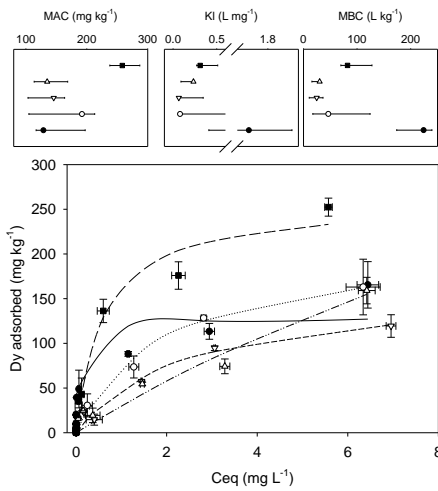 MAC (mg kg-1) KI (L mg-1) MBC (L kg-1)
100 200 300 0.0 0.5 1.8 0 100 200
300
250
200
150
100
50
0
Dy adsorbed (mg kg-1)
0 2 4 6 8
Ceq (mg L-1)